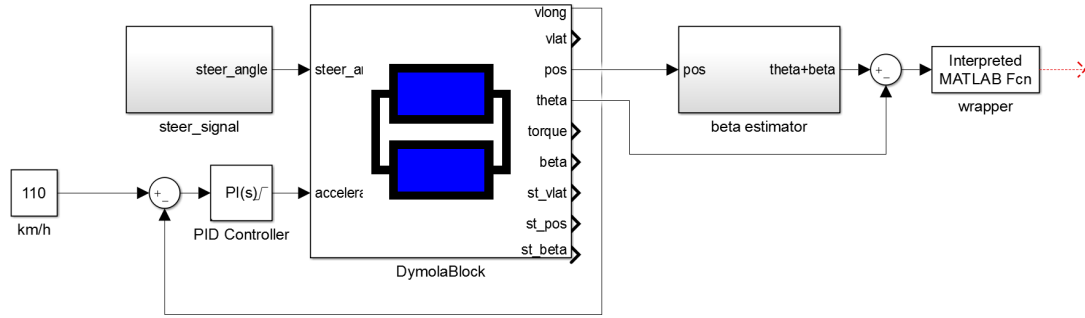 steer_angle
steer_signal
110
km/h
+
−
PI(s)
PID Controller
steer_an
accelera
vlong
vlat
pos
theta
torque
beta
st_vlat
st_pos
st_beta
DymolaBlock
pos
theta+beta
beta estimator
+
−
Interpreted
MATLAB Fcn
wrapper